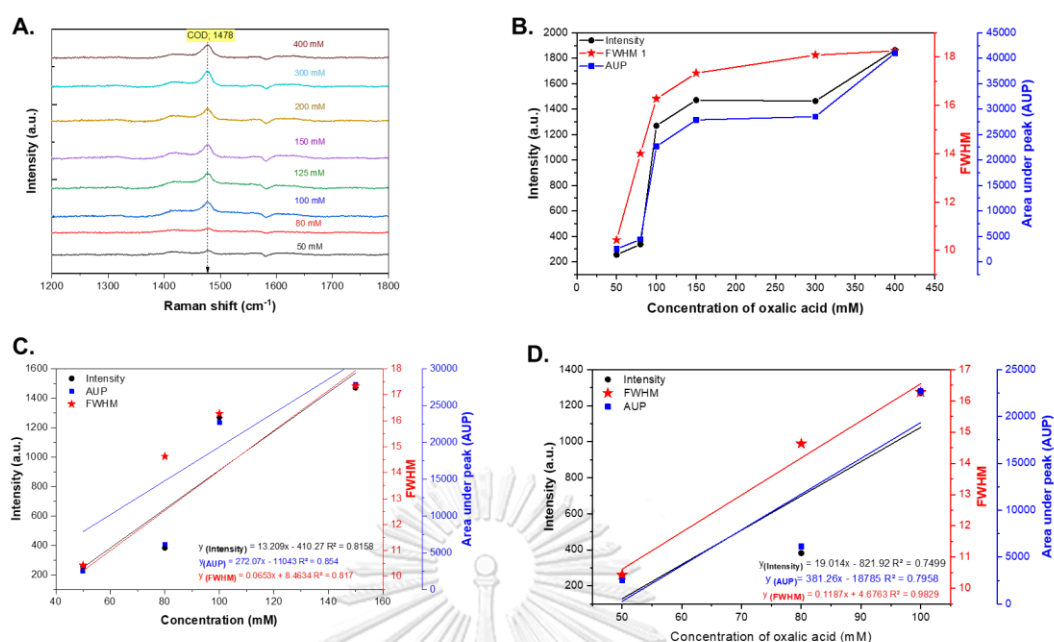 A.
COD; 1478
400 mM
300 mM
200 mM
150 mM
125 mM
100 mM
80 mM
50 mM
1200 1300 1400 1500 1600 1700 1800
Raman shift (cm⁻¹)
Intensity (a.u.)
B.
Intensity
FWHM 1
AUP
2000
1800
1600
1400
1200
1000
800
600
400
200
Intensity (a.u.)
0 50 100 150 200 250 300 350 400 450
Concentration of oxalic acid (mM)
18
16
14
12
10
FWHM
45000
40000
35000
30000
25000
20000
15000
10000
5000
0
Area under peak (AUP)
C.
Intensity
AUP
FWHM
1600
1400
1200
1000
800
600
400
200
Intensity (a.u.)
y (Intensity) = 13.209x - 410.27 R² = 0.8158
y(AUP) = 272.07x - 11043 R² = 0.854
y (FWHM) = 0.0653x + 8.4634 R² = 0.817
40 60 80 100 120 140 160
Concentration (mM)
18
17
16
15
14
13
12
11
10
FWHM
30000
25000
20000
15000
10000
5000
0
Area under peak (AUP)
D.
Intensity
FWHM
AUP
1400
1200
1000
800
600
400
200
Intensity (a.u.)
y(Intensity) = 19.014x - 821.92 R² = 0.7499
y (AUP)= 381.26x - 18785 R² = 0.7958
y (FWHM) = 0.1187x + 4.6763 R² = 0.9829
50 60 70 80 90 100
Concentration of oxalic acid (mM)
17
16
15
14
13
12
11
10
FWHM
25000
20000
15000
10000
5000
0
Area under peak (AUP)